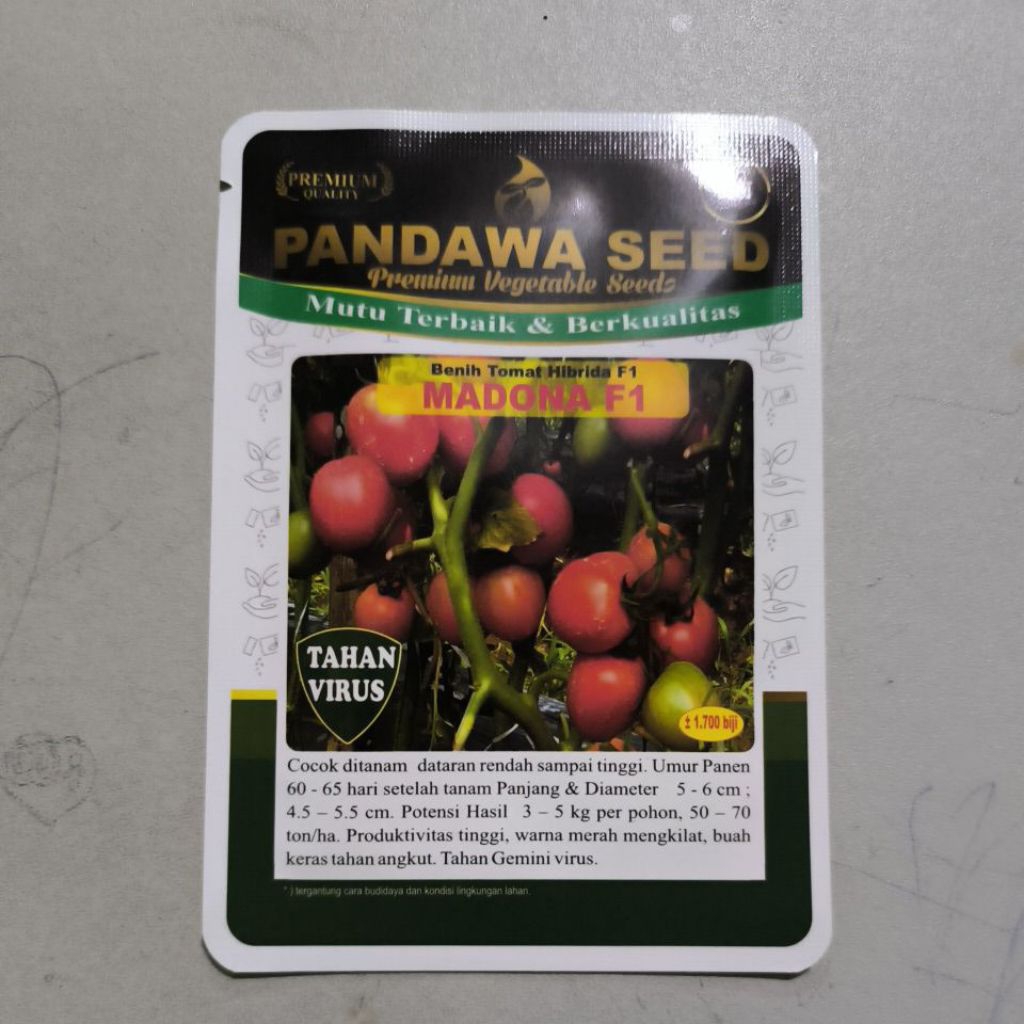 PREMIUM
QUALITY
PANDAWA SEED
Premium Vegetable Seeds
Mutu Terbaik & Berkualitas
Benih Tomat Hibrida F1
MADONA F1
TAHAN
VIRUS
± 1.700 biji
Cocok ditanam dataran rendah sampai tinggi. Umur Panen
60 - 65 hari setelah tanam Panjang & Diameter 5 - 6 cm ;
4.5 – 5.5 cm. Potensi Hasil 3 – 5 kg per pohon, 50 – 70
ton/ha. Produktivitas tinggi, warna merah mengkilat, buah
keras tahan angkut. Tahan Gemini virus.
* ) tergantung cara budidaya dan kondisi lingkungan lahan.